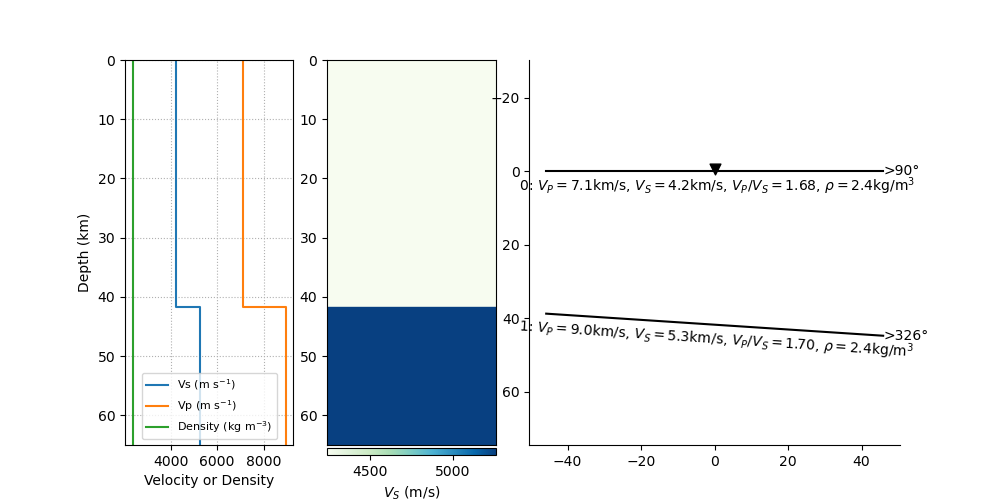 0
10
20
30
40
50
60
Depth (km)
4000 6000 8000
Velocity or Density
Vs (m s⁻¹)
Vp (m s⁻¹)
Density (kg m⁻³)
0
10
20
30
40
50
60
4500 5000
V_S (m/s)
−20
0
20
40
60
−40 −20 0 20 40
>90°
0: V_P = 7.1km/s, V_S = 4.2km/s, V_P/V_S = 1.68, ρ = 2.4kg/m³
>326°
1: V_P = 9.0km/s, V_S = 5.3km/s, V_P/V_S = 1.70, ρ = 2.4kg/m³